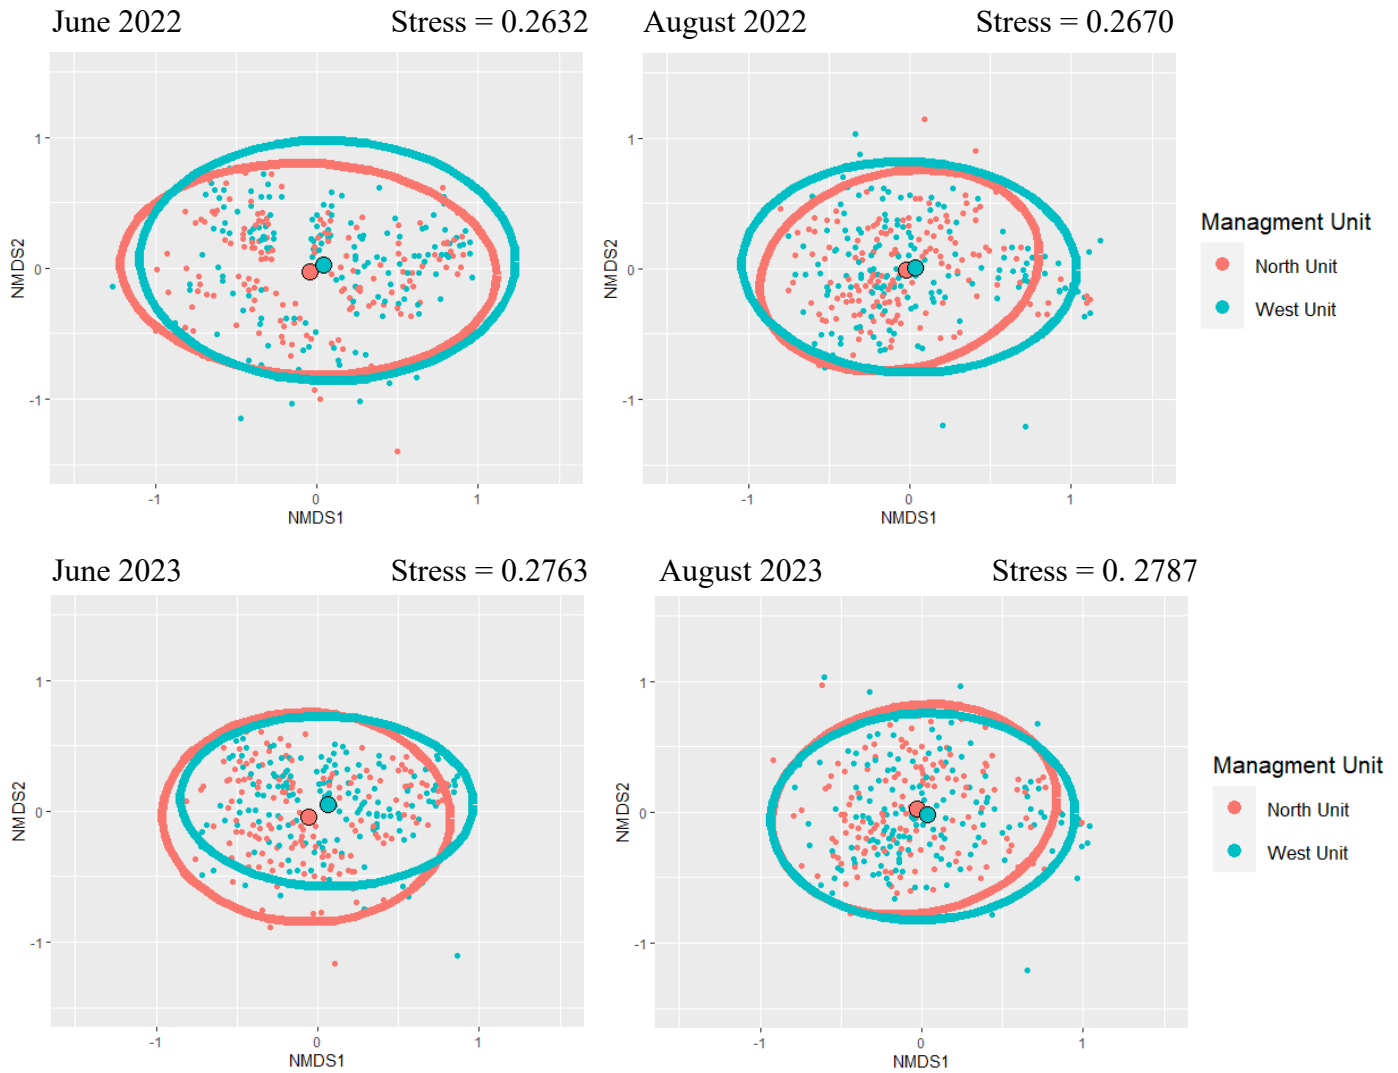 June 2022 Stress = 0.2632
August 2022 Stress = 0.2670
NMDS2
1
0
-1
-1 0 1
NMDS1
NMDS2
1
0
-1
-1 0 1
NMDS1
Managment Unit
North Unit
West Unit
June 2023 Stress = 0.2763
August 2023 Stress = 0. 2787
NMDS2
1
0
-1
-1 0 1
NMDS1
NMDS2
1
0
-1
-1 0 1
NMDS1
Managment Unit
North Unit
West Unit